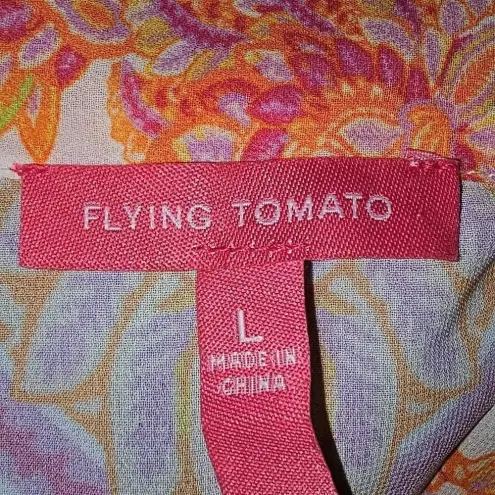 FLYING TOMATO
L
MADE IN
CHINA